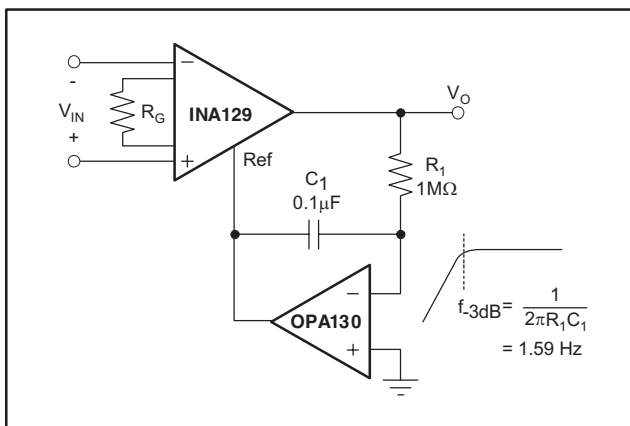 -
V_IN
+
R_G
−
INA129
+
Ref
V_O
C_1
0.1µF
R_1
1MΩ
−
OPA130
+
f_-3dB = 1 / 2πR_1C_1
= 1.59 Hz